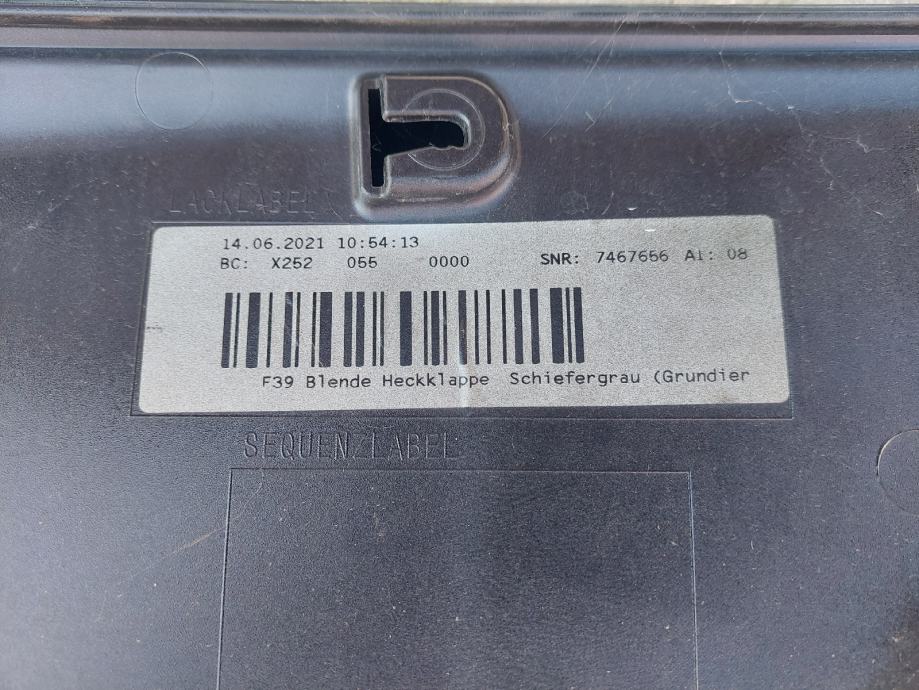 LACKLABEL
14.06.2021 10:54:13
BC: X252 055 0000 SNR: 7467656 AI: 08
F39 Blende Heckklappe Schiefergrau (Grundier
SEQUENZLABEL